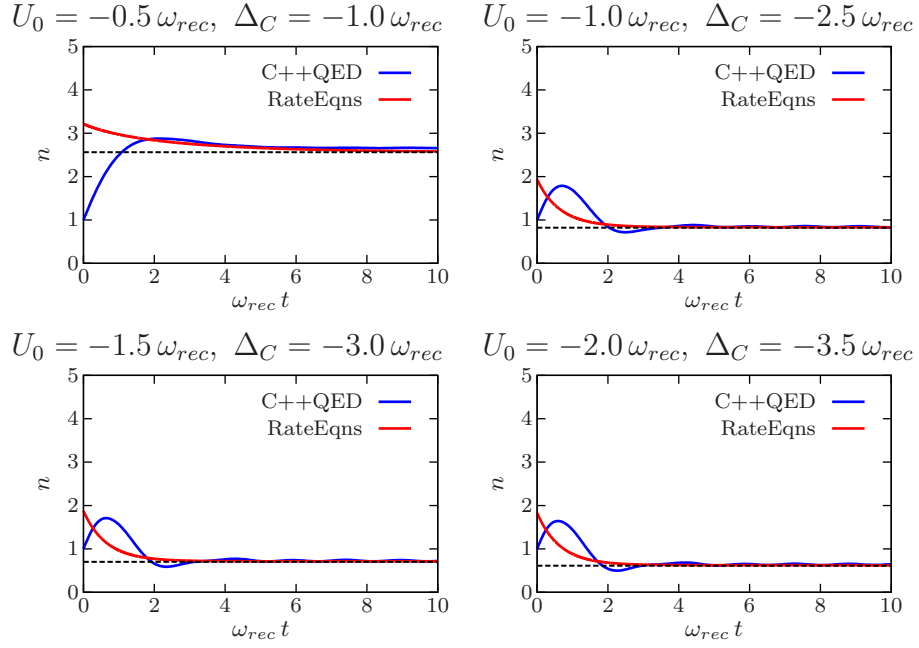 U₀ = −0.5 ω_rec, Δ_C = −1.0 ω_rec
5
4
3
2
1
0
n
C++QED
RateEqns
0 2 4 6 8 10
ω_rec t
U₀ = −1.0 ω_rec, Δ_C = −2.5 ω_rec
5
4
3
2
1
0
n
C++QED
RateEqns
0 2 4 6 8 10
ω_rec t
U₀ = −1.5 ω_rec, Δ_C = −3.0 ω_rec
5
4
3
2
1
0
n
C++QED
RateEqns
0 2 4 6 8 10
ω_rec t
U₀ = −2.0 ω_rec, Δ_C = −3.5 ω_rec
5
4
3
2
1
0
n
C++QED
RateEqns
0 2 4 6 8 10
ω_rec t